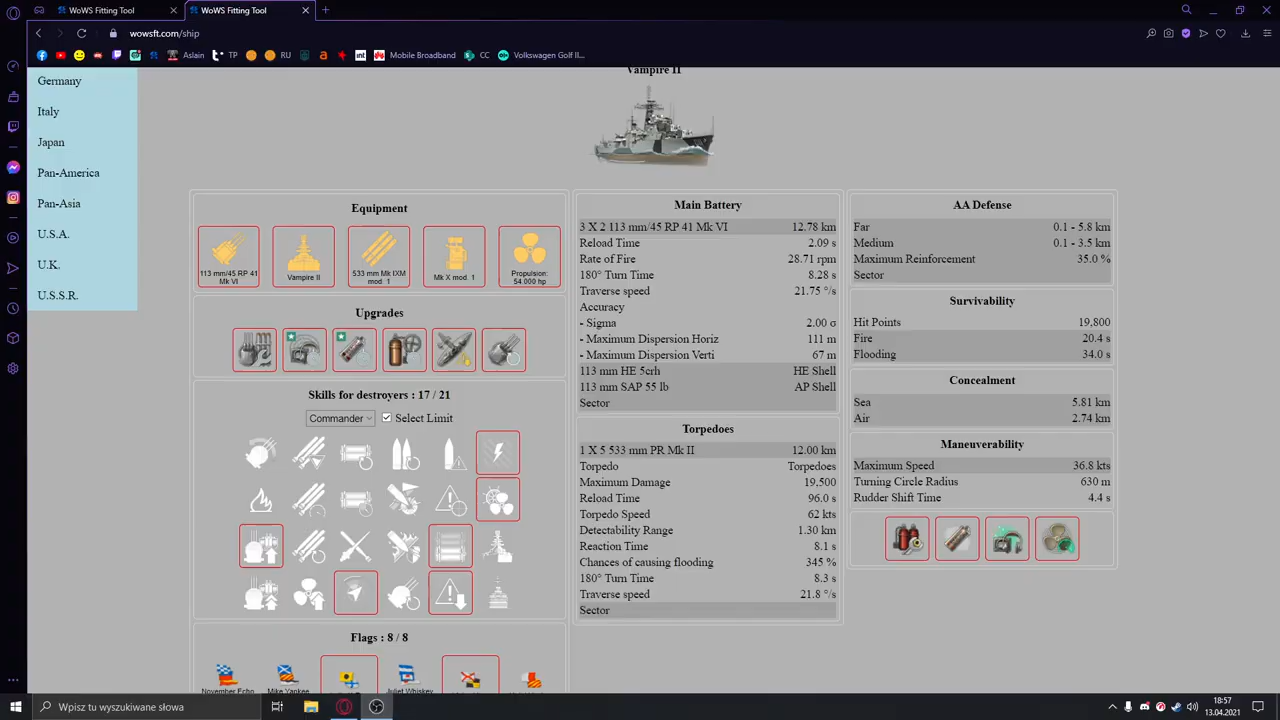 WoWS Fitting Tool
WoWS Fitting Tool
wowsft.com/ship
Aslain
TP
RU
Mobile Broadband
CC
Volkswagen Golf II...
Germany
Italy
Japan
Pan-America
Pan-Asia
U.S.A.
U.K.
U.S.S.R.
Vampire II
Equipment
113 mm/45 RP 41 Mk VI
Vampire II
533 mm Mk IXM mod. 1
Mk X mod. 1
Propulsion: 54 000 hp
Upgrades
Skills for destroyers : 17 / 21
Commander
Select Limit
Flags : 8 / 8
November Echo
Mike Yankee
Juliet Whiskey
Main Battery
3 X 2 113 mm/45 RP 41 Mk VI 12.78 km
Reload Time 2.09 s
Rate of Fire 28.71 rpm
180° Turn Time 8.28 s
Traverse speed 21.75 °/s
Accuracy
- Sigma 2.00 σ
- Maximum Dispersion Horiz 111 m
- Maximum Dispersion Verti 67 m
113 mm HE 5crh HE Shell
113 mm SAP 55 lb AP Shell
Sector
Torpedoes
1 X 5 533 mm PR Mk II 12.00 km
Torpedo Torpedoes
Maximum Damage 19,500
Reload Time 96.0 s
Torpedo Speed 62 kts
Detectability Range 1.30 km
Reaction Time 8.1 s
Chances of causing flooding 345 %
180° Turn Time 8.3 s
Traverse speed 21.8 °/s
Sector
AA Defense
Far 0.1 - 5.8 km
Medium 0.1 - 3.5 km
Maximum Reinforcement 35.0 %
Sector
Survivability
Hit Points 19,800
Fire 20.4 s
Flooding 34.0 s
Concealment
Sea 5.81 km
Air 2.74 km
Maneuverability
Maximum Speed 36.8 kts
Turning Circle Radius 630 m
Rudder Shift Time 4.4 s
Wpisz tu wyszukiwane słowa
18:57
13.04.2021